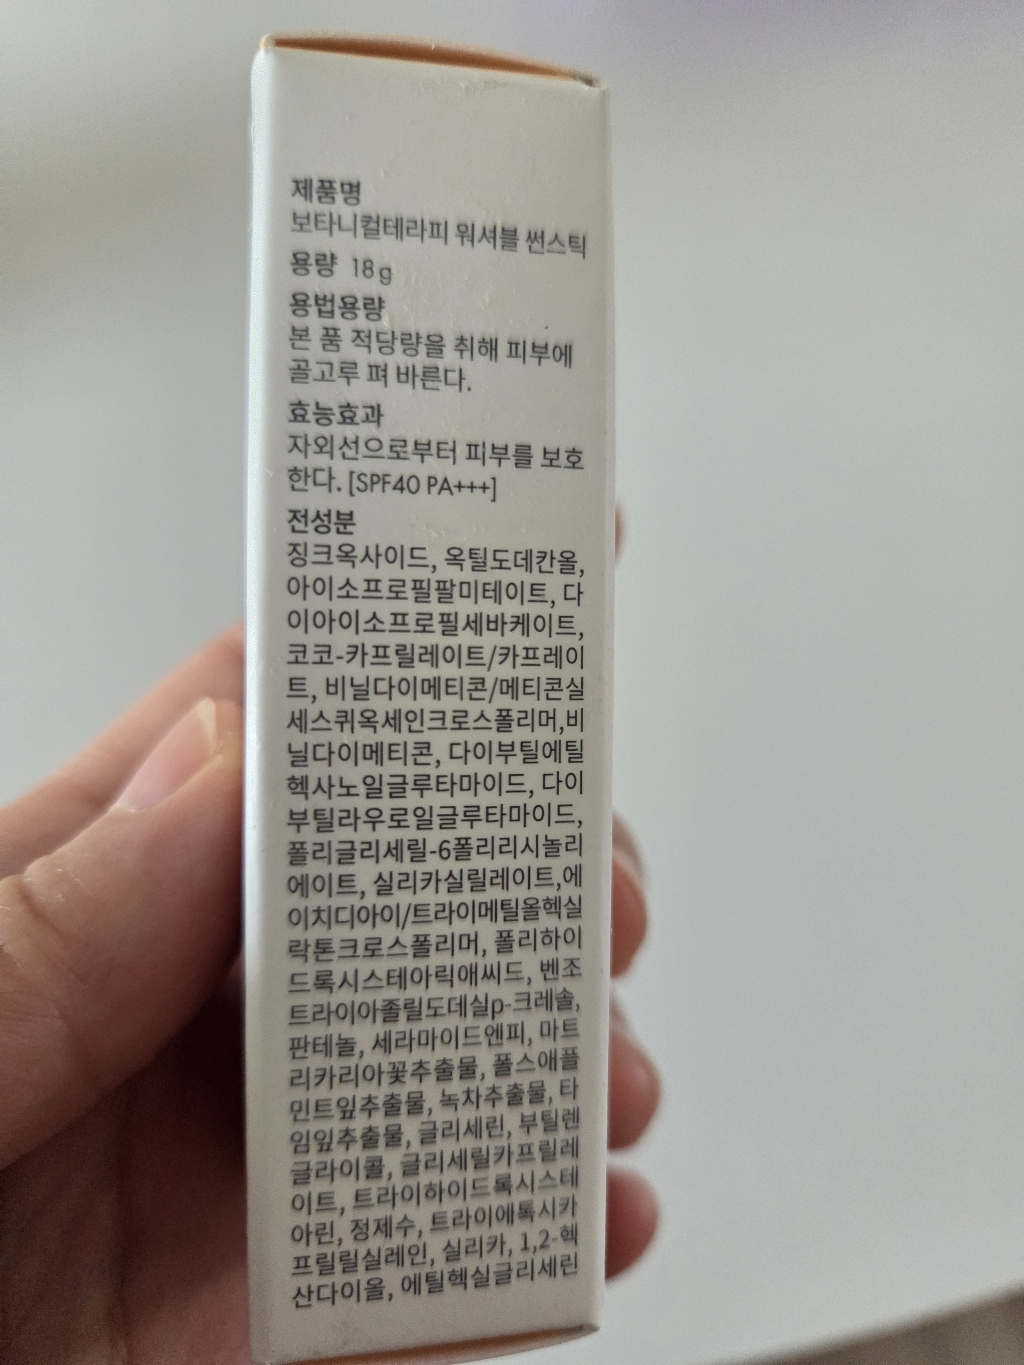 제품명
보타니컬테라피 워셔블 썬스틱
용량 18g
용법용량
본 품 적당량을 취해 피부에
골고루 펴 바른다.
효능효과
자외선으로부터 피부를 보호
한다. [SPF40 PA+++]
전성분
징크옥사이드, 옥틸도데칸올,
아이소프로필팔미테이트, 다
이아이소프로필세바케이트,
코코-카프릴레이트/카프레이
트, 비닐다이메티콘/메티콘실
세스퀴옥세인크로스폴리머,비
닐다이메티콘, 다이부틸에틸
헥사노일글루타마이드, 다이
부틸라우로일글루타마이드,
폴리글리세릴-6폴리리시놀리
에이트, 실리카실릴레이트,에
이치디아이/트라이메틸올헥실
락톤크로스폴리머, 폴리하이
드록시스테아릭애씨드, 벤조
트라이아졸릴도데실p-크레솔,
판테놀, 세라마이드엔피, 마트
리카리아꽃추출물, 폴스애플
민트잎추출물, 녹차추출물, 타
임잎추출물, 글리세린, 부틸렌
글라이콜, 글리세릴카프릴레
이트, 트라이하이드록시스테
아린, 정제수, 트라이에톡시카
프릴릴실레인, 실리카, 1,2-헥
산다이올, 에틸헥실글리세린